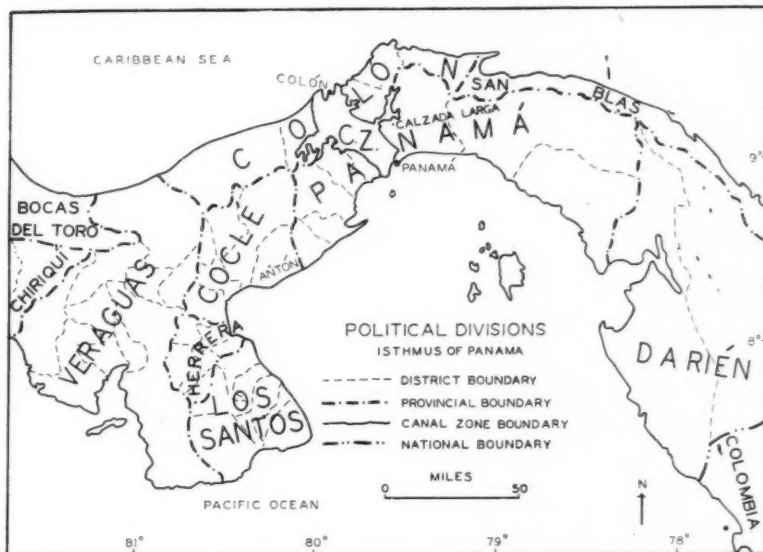 CARIBBEAN SEA
COLÓN
COLON
SAN
BLAS
CALZADA LARGA
C.Z.
PANAMA
PANAMÁ
9°
BOCAS
DEL TORO
CHIRIQUI
VERAGUAS
COCLE
ANTÓN
HERRERA
LOS
SANTOS
POLITICAL DIVISIONS
ISTHMUS OF PANAMA
DISTRICT BOUNDARY
PROVINCIAL BOUNDARY
CANAL ZONE BOUNDARY
NATIONAL BOUNDARY
MILES
0 50
N
8°
DARIEN
COLOMBIA
PACIFIC OCEAN
81° 80° 79° 78°